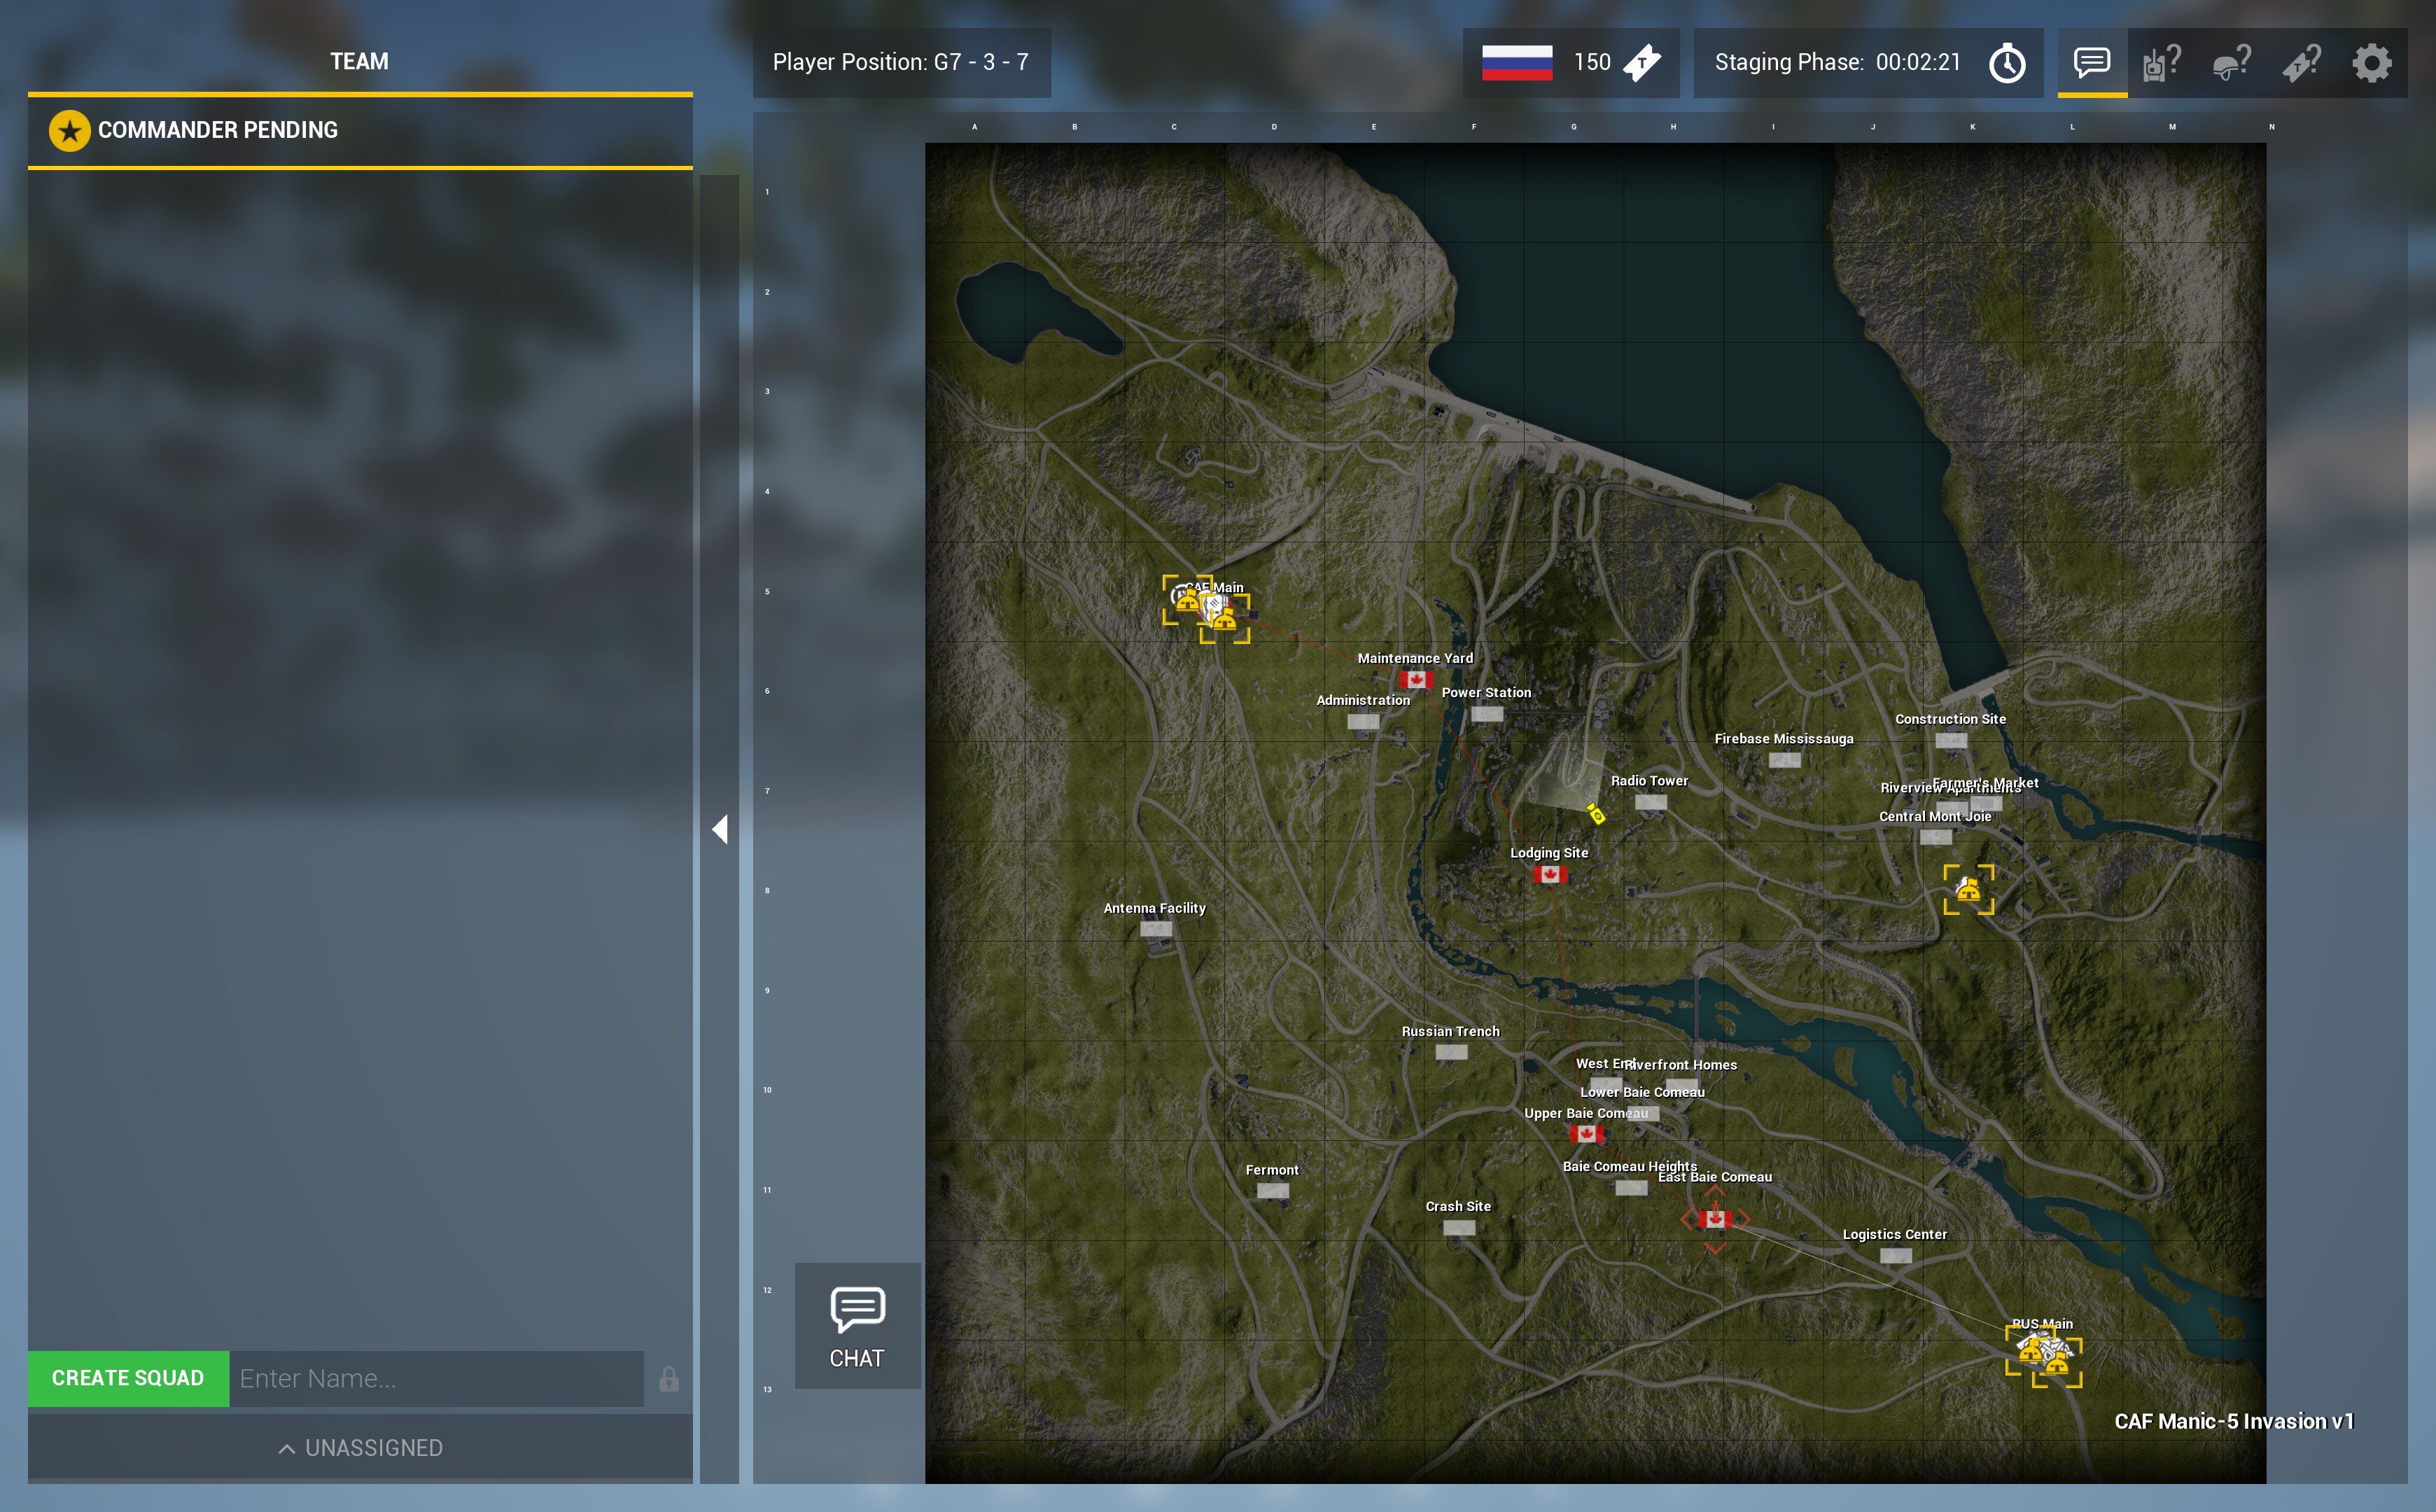 TEAM
Player Position: G7 - 3 - 7
150
T
Staging Phase: 00:02:21
? ? T?
COMMANDER PENDING
A B C D E F G H I J K L M N
1
2
3
4
5
6
7
8
9
10
11
12
13
CAF Main
Maintenance Yard
Administration
Power Station
Construction Site
Firebase Mississauga
Radio Tower
Farmer's Market
Riverview Apartments
Central Mont Joie
Lodging Site
Antenna Facility
Russian Trench
West End
Riverfront Homes
Lower Baie Comeau
Upper Baie Comeau
Baie Comeau Heights
East Baie Comeau
Fermont
Crash Site
Logistics Center
RUS Main
CHAT
CREATE SQUAD
Enter Name...
CAF Manic-5 Invasion v1
UNASSIGNED